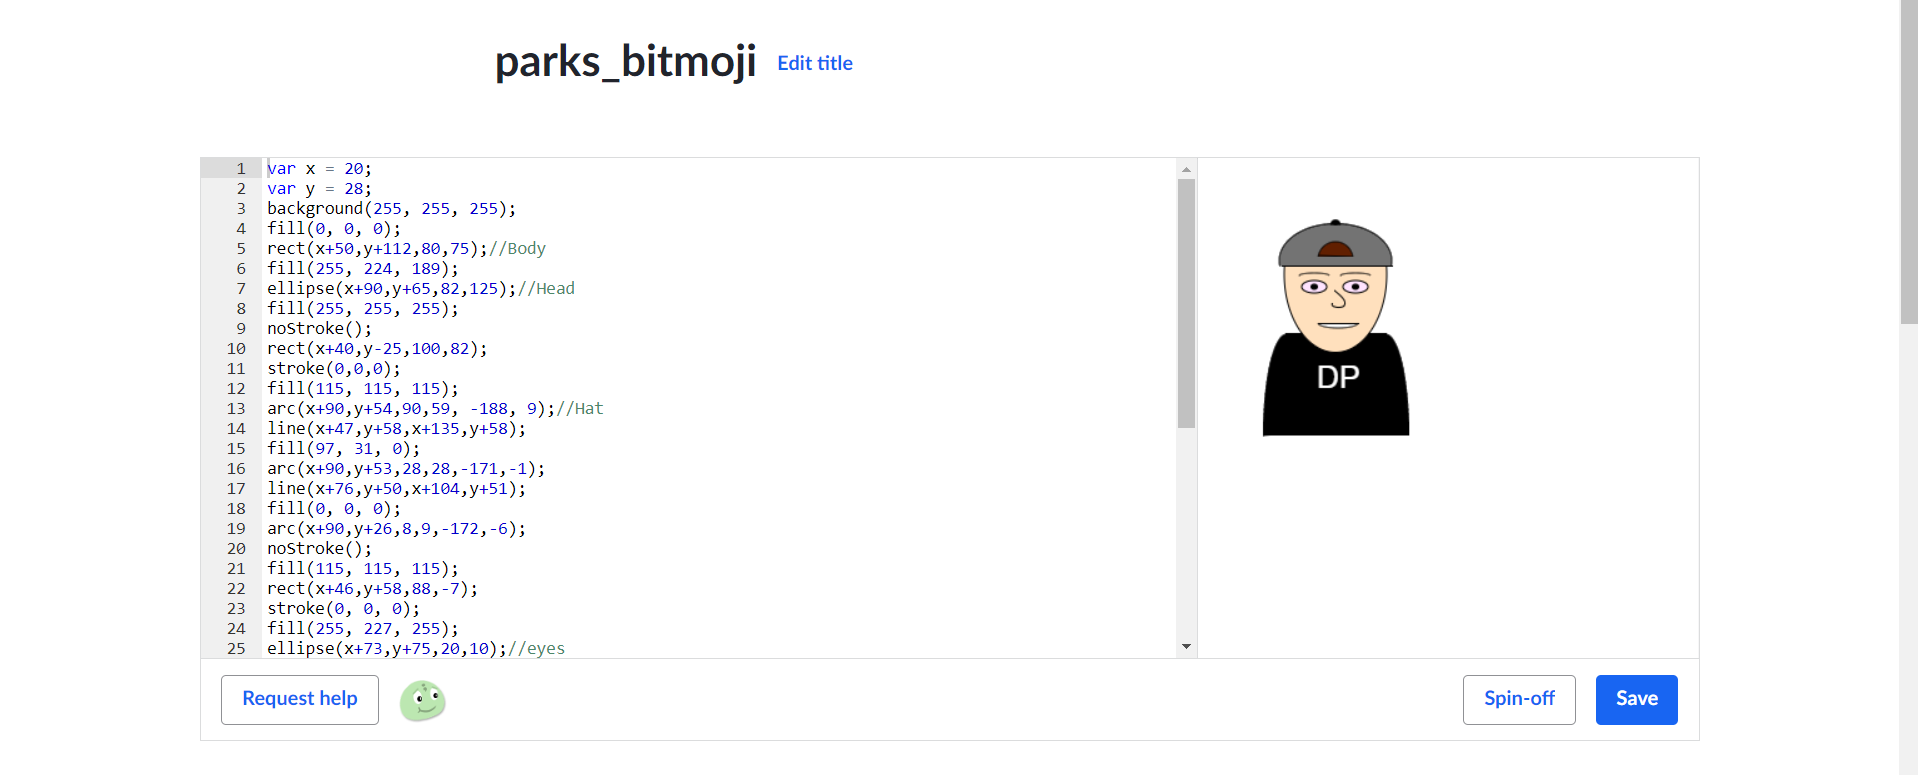 parks_bitmoji Edit title
1 var x = 20;
2 var y = 28;
3 background(255, 255, 255);
4 fill(0, 0, 0);
5 rect(x+50,y+112,80,75);//Body
6 fill(255, 224, 189);
7 ellipse(x+90,y+65,82,125);//Head
8 fill(255, 255, 255);
9 noStroke();
10 rect(x+40,y-25,100,82);
11 stroke(0,0,0);
12 fill(115, 115, 115);
13 arc(x+90,y+54,90,59, -188, 9);//Hat
14 line(x+47,y+58,x+135,y+58);
15 fill(97, 31, 0);
16 arc(x+90,y+53,28,28,-171,-1);
17 line(x+76,y+50,x+104,y+51);
18 fill(0, 0, 0);
19 arc(x+90,y+26,8,9,-172,-6);
20 noStroke();
21 fill(115, 115, 115);
22 rect(x+46,y+58,88,-7);
23 stroke(0, 0, 0);
24 fill(255, 227, 255);
25 ellipse(x+73,y+75,20,10);//eyes
DP
Request help
Spin-off
Save